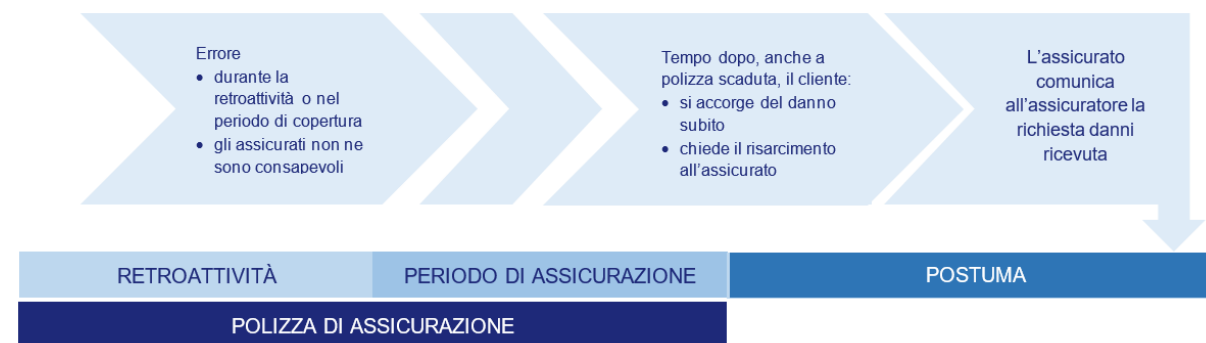 Errore
• durante la
retroattività o nel
periodo di copertura
• gli assicurati non ne
sono consapevoli
Tempo dopo, anche a
polizza scaduta, il cliente:
• si accorge del danno
subito
• chiede il risarcimento
all'assicurato
L'assicurato
comunica
all'assicuratore la
richiesta danni
ricevuta
RETROATTIVITÀ
PERIODO DI ASSICURAZIONE
POSTUMA
POLIZZA DI ASSICURAZIONE